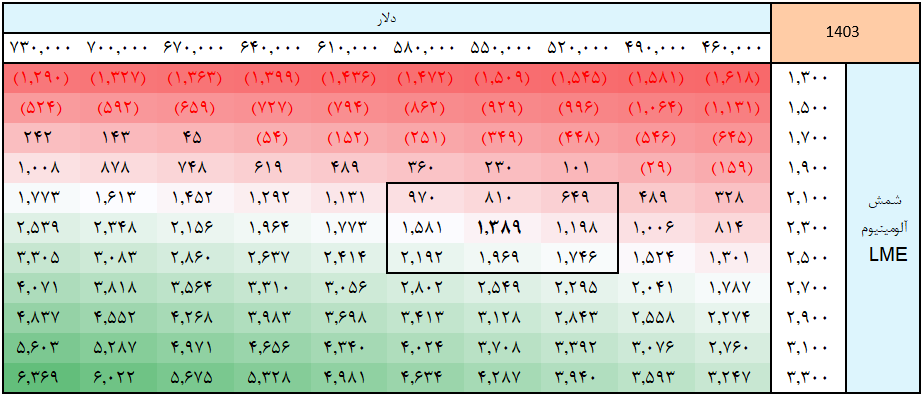 دلار
1403
۴۶۰,۰۰۰ ۴۹۰,۰۰۰ ۵۲۰,۰۰۰ ۵۵۰,۰۰۰ ۵۸۰,۰۰۰ ۶۱۰,۰۰۰ ۶۴۰,۰۰۰ ۶۷۰,۰۰۰ ۷۰۰,۰۰۰ ۷۳۰,۰۰۰
شمش
آلومینیوم
LME
۱,۳۰۰ (۱,۶۱۸) (۱,۵۸۱) (۱,۵۴۵) (۱,۵۰۹) (۱,۴۷۲) (۱,۴۳۶) (۱,۳۹۹) (۱,۳۶۳) (۱,۳۲۷) (۱,۲۹۰)
۱,۵۰۰ (۱,۱۳۱) (۱,۰۶۴) (۹۹۶) (۹۲۹) (۸۶۲) (۷۹۴) (۷۲۷) (۶۵۹) (۵۹۲) (۵۲۴)
۱,۷۰۰ (۶۴۵) (۵۴۶) (۴۴۸) (۳۴۹) (۲۵۱) (۱۵۲) (۵۴) ۴۵ ۱۴۳ ۲۴۲
۱,۹۰۰ (۱۵۹) (۲۹) ۱۰۱ ۲۳۰ ۳۶۰ ۴۸۹ ۶۱۹ ۷۴۸ ۸۷۸ ۱,۰۰۸
۲,۱۰۰ ۳۲۸ ۴۸۹ ۶۴۹ ۸۱۰ ۹۷۰ ۱,۱۳۱ ۱,۲۹۲ ۱,۴۵۲ ۱,۶۱۳ ۱,۷۷۳
۲,۳۰۰ ۸۱۴ ۱,۰۰۶ ۱,۱۹۸ ۱,۳۸۹ ۱,۵۸۱ ۱,۷۷۳ ۱,۹۶۴ ۲,۱۵۶ ۲,۳۴۸ ۲,۵۳۹
۲,۵۰۰ ۱,۳۰۱ ۱,۵۲۴ ۱,۷۴۶ ۱,۹۶۹ ۲,۱۹۲ ۲,۴۱۴ ۲,۶۳۷ ۲,۸۶۰ ۳,۰۸۳ ۳,۳۰۵
۲,۷۰۰ ۱,۷۸۷ ۲,۰۴۱ ۲,۲۹۵ ۲,۵۴۹ ۲,۸۰۲ ۳,۰۵۶ ۳,۳۱۰ ۳,۵۶۴ ۳,۸۱۸ ۴,۰۷۱
۲,۹۰۰ ۲,۲۷۴ ۲,۵۵۸ ۲,۸۴۳ ۳,۱۲۸ ۳,۴۱۳ ۳,۶۹۸ ۳,۹۸۳ ۴,۲۶۸ ۴,۵۵۲ ۴,۸۳۷
۳,۱۰۰ ۲,۷۶۰ ۳,۰۷۶ ۳,۳۹۲ ۳,۷۰۸ ۴,۰۲۴ ۴,۳۴۰ ۴,۶۵۶ ۴,۹۷۱ ۵,۲۸۷ ۵,۶۰۳
۳,۳۰۰ ۳,۲۴۷ ۳,۵۹۳ ۳,۹۴۰ ۴,۲۸۷ ۴,۶۳۴ ۴,۹۸۱ ۵,۳۲۸ ۵,۶۷۵ ۶,۰۲۲ ۶,۳۶۹